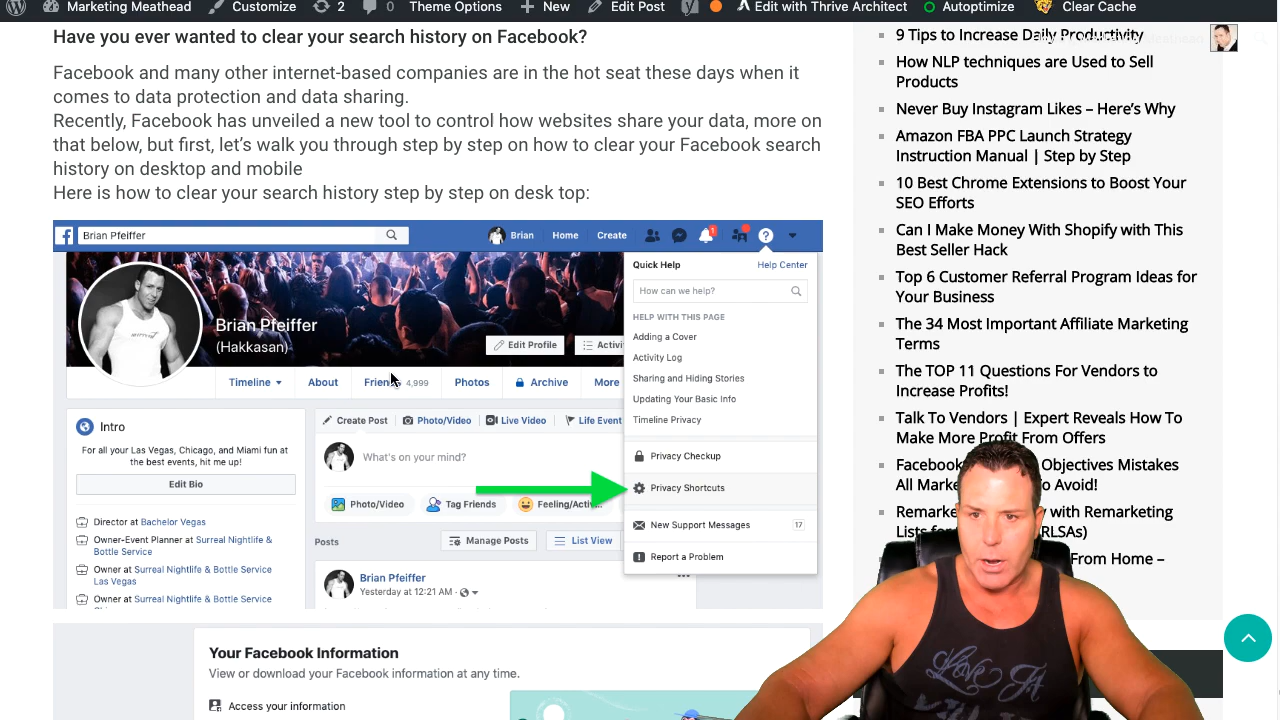 Marketing Meathead
Customize
2
0
Theme Options
New
Edit Post
Edit with Thrive Architect
Autoptimize
Clear Cache
Have you ever wanted to clear your search history on Facebook?
Facebook and many other internet-based companies are in the hot seat these days when it
comes to data protection and data sharing.
Recently, Facebook has unveiled a new tool to control how websites share your data, more on
that below, but first, let’s walk you through step by step on how to clear your Facebook search
history on desktop and mobile
Here is how to clear your search history step by step on desk top:
Brian Pfeiffer
Brian
Home
Create
1
Quick Help
Help Center
How can we help?
HELP WITH THIS PAGE
Adding a Cover
Activity Log
Sharing and Hiding Stories
Updating Your Basic Info
Timeline Privacy
Privacy Checkup
Privacy Shortcuts
New Support Messages
17
Report a Problem
Brian Pfeiffer
(Hakkasan)
Edit Profile
Activi
Timeline
About
4,999
Photos
Archive
More
Intro
For all your Las Vegas, Chicago, and Miami fun at
the best events, hit me up!
Edit Bio
Director at Bachelor Vegas
Owner-Event Planner at Surreal Nightlife &
Bottle Service
Owner at Surreal Nightlife & Bottle Service
Las Vegas
Owner at Surreal Nightlife & Bottle Service
Create Post
Photo/Video
Live Video
Life Event
What's on your mind?
Photo/Video
Tag Friends
Feeling/Activ...
Posts
Manage Posts
List View
Brian Pfeiffer
Yesterday at 12:21 AM
Your Facebook Information
View or download your Facebook information at any time.
Access your information
9 Tips to Increase Daily Productivity
How NLP techniques are Used to Sell
Products
Never Buy Instagram Likes – Here’s Why
Amazon FBA PPC Launch Strategy
Instruction Manual | Step by Step
10 Best Chrome Extensions to Boost Your
SEO Efforts
Can I Make Money With Shopify with This
Best Seller Hack
Top 6 Customer Referral Program Ideas for
Your Business
The 34 Most Important Affiliate Marketing
Terms
The TOP 11 Questions For Vendors to
Increase Profits!
Talk To Vendors | Expert Reveals How To
Make More Profit From Offers
Objectives Mistakes
All
Avoid!
with Remarketing
Lists
RLSAs)
From Home –